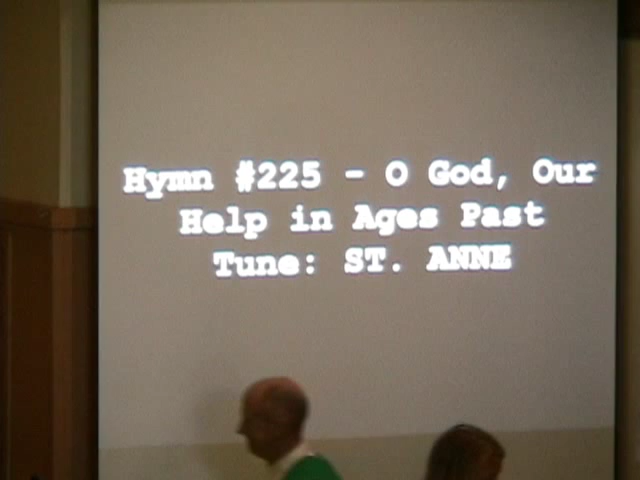 Hymn #225 - O God, Our
Help in Ages Past
Tune: ST. ANNE